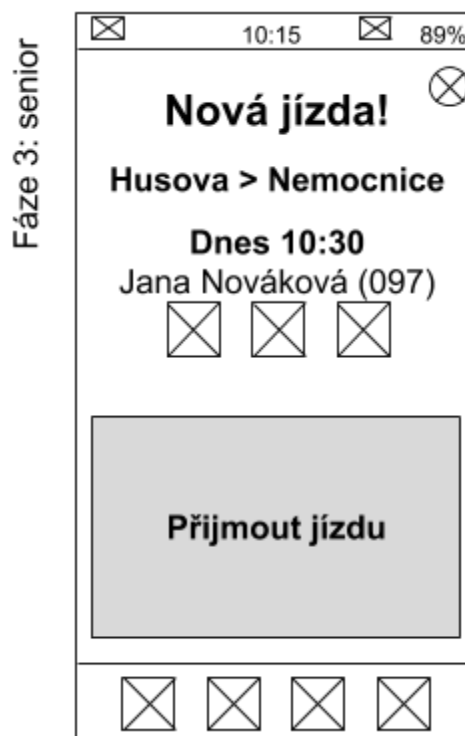 Fáze 3: senior
10:15 89%
Nová jízda!
Husova > Nemocnice
Dnes 10:30
Jana Nováková (097)
Přijmout jízdu